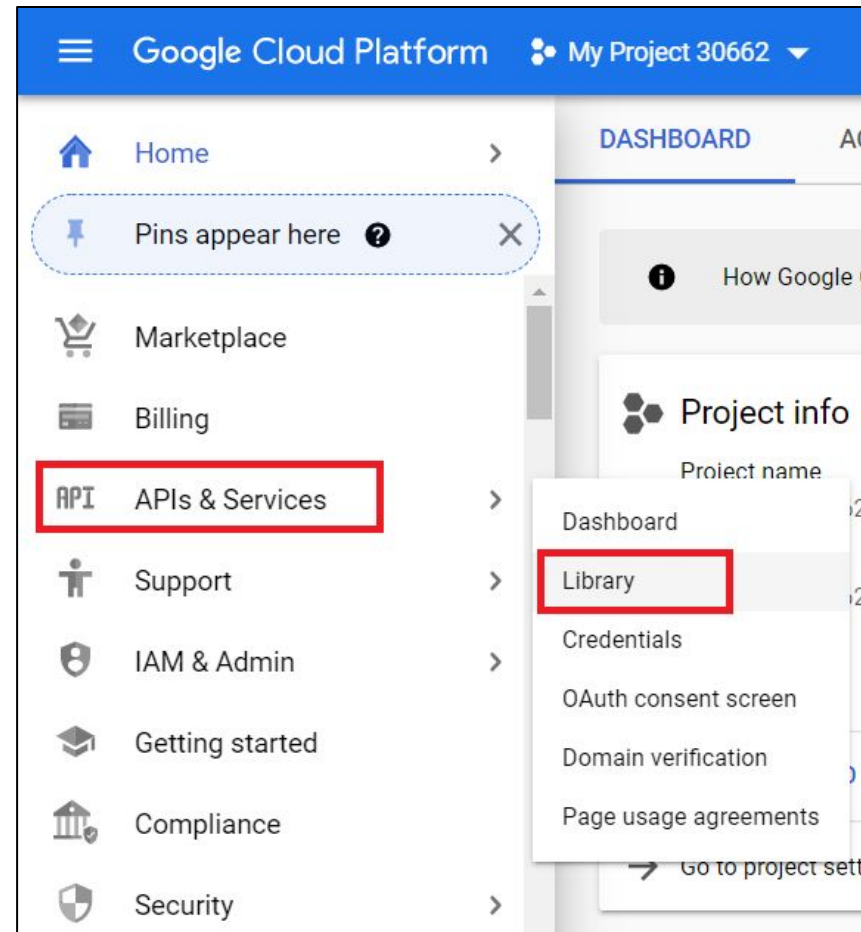 Google Cloud Platform My Project 30662
Home
DASHBOARD
Pins appear here
How Google
Marketplace
Billing
Project info
Project name
API APIs & Services
Dashboard
Library
Support
Credentials
IAM & Admin
OAuth consent screen
Getting started
Domain verification
Compliance
Page usage agreements
Go to project sett
Security